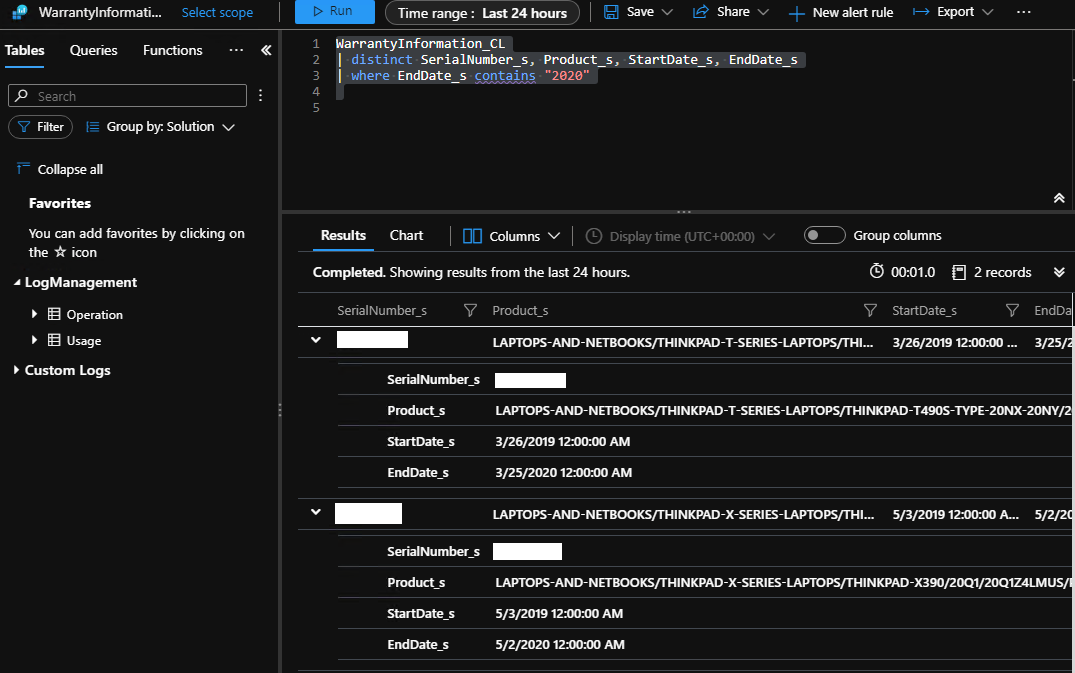 WarrantyInformati... Select scope Run Time range : Last 24 hours Save Share New alert rule Export ...
Tables Queries Functions ... «
Search
Filter Group by: Solution
Collapse all
Favorites
You can add favorites by clicking on
the ☆ icon
LogManagement
Operation
Usage
Custom Logs
1 WarrantyInformation_CL
2 | distinct SerialNumber_s, Product_s, StartDate_s, EndDate_s
3 | where EndDate_s contains "2020"
4
5
Results Chart Columns Display time (UTC+00:00) Group columns
Completed. Showing results from the last 24 hours. 00:01.0 2 records
SerialNumber_s Product_s StartDate_s EndDa
LAPTOPS-AND-NETBOOKS/THINKPAD-T-SERIES-LAPTOPS/THI... 3/26/2019 12:00:00 ... 3/25/2
SerialNumber_s
Product_s LAPTOPS-AND-NETBOOKS/THINKPAD-T-SERIES-LAPTOPS/THINKPAD-T490S-TYPE-20NX-20NY/2
StartDate_s 3/26/2019 12:00:00 AM
EndDate_s 3/25/2020 12:00:00 AM
LAPTOPS-AND-NETBOOKS/THINKPAD-X-SERIES-LAPTOPS/THI... 5/3/2019 12:00:00 A... 5/2/20
SerialNumber_s
Product_s LAPTOPS-AND-NETBOOKS/THINKPAD-X-SERIES-LAPTOPS/THINKPAD-X390/20Q1/20Q1Z4LMUS/
StartDate_s 5/3/2019 12:00:00 AM
EndDate_s 5/2/2020 12:00:00 AM